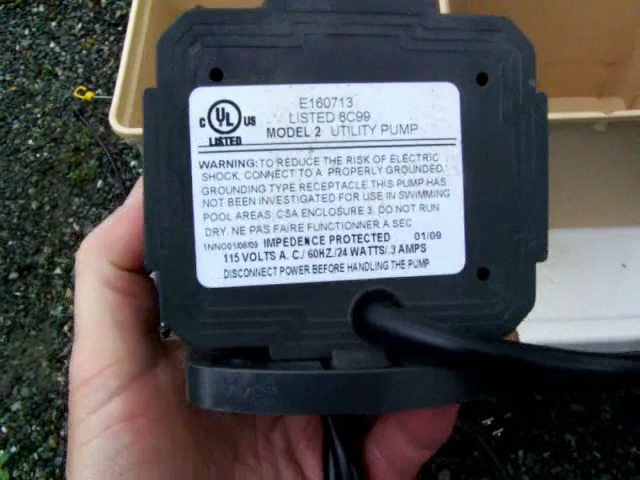 E160713
LISTED 8C99
MODEL 2 UTILITY PUMP
C UL US
LISTED
WARNING: TO REDUCE THE RISK OF ELECTRIC
SHOCK, CONNECT TO A PROPERLY GROUNDED,
GROUNDING TYPE RECEPTACLE THIS PUMP HAS
NOT BEEN INVESTIGATED FOR USE IN SWIMMING
POOL AREAS. CSA ENCLOSURE 3. DO NOT RUN
DRY. NE PAS FAIRE FUNCTIONNER A SEC
1NNO01/08/09 IMPEDENCE PROTECTED 01/09
115 VOLTS A. C./ 60HZ./24 WATTS/.3 AMPS
DISCONNECT POWER BEFORE HANDLING THE PUMP